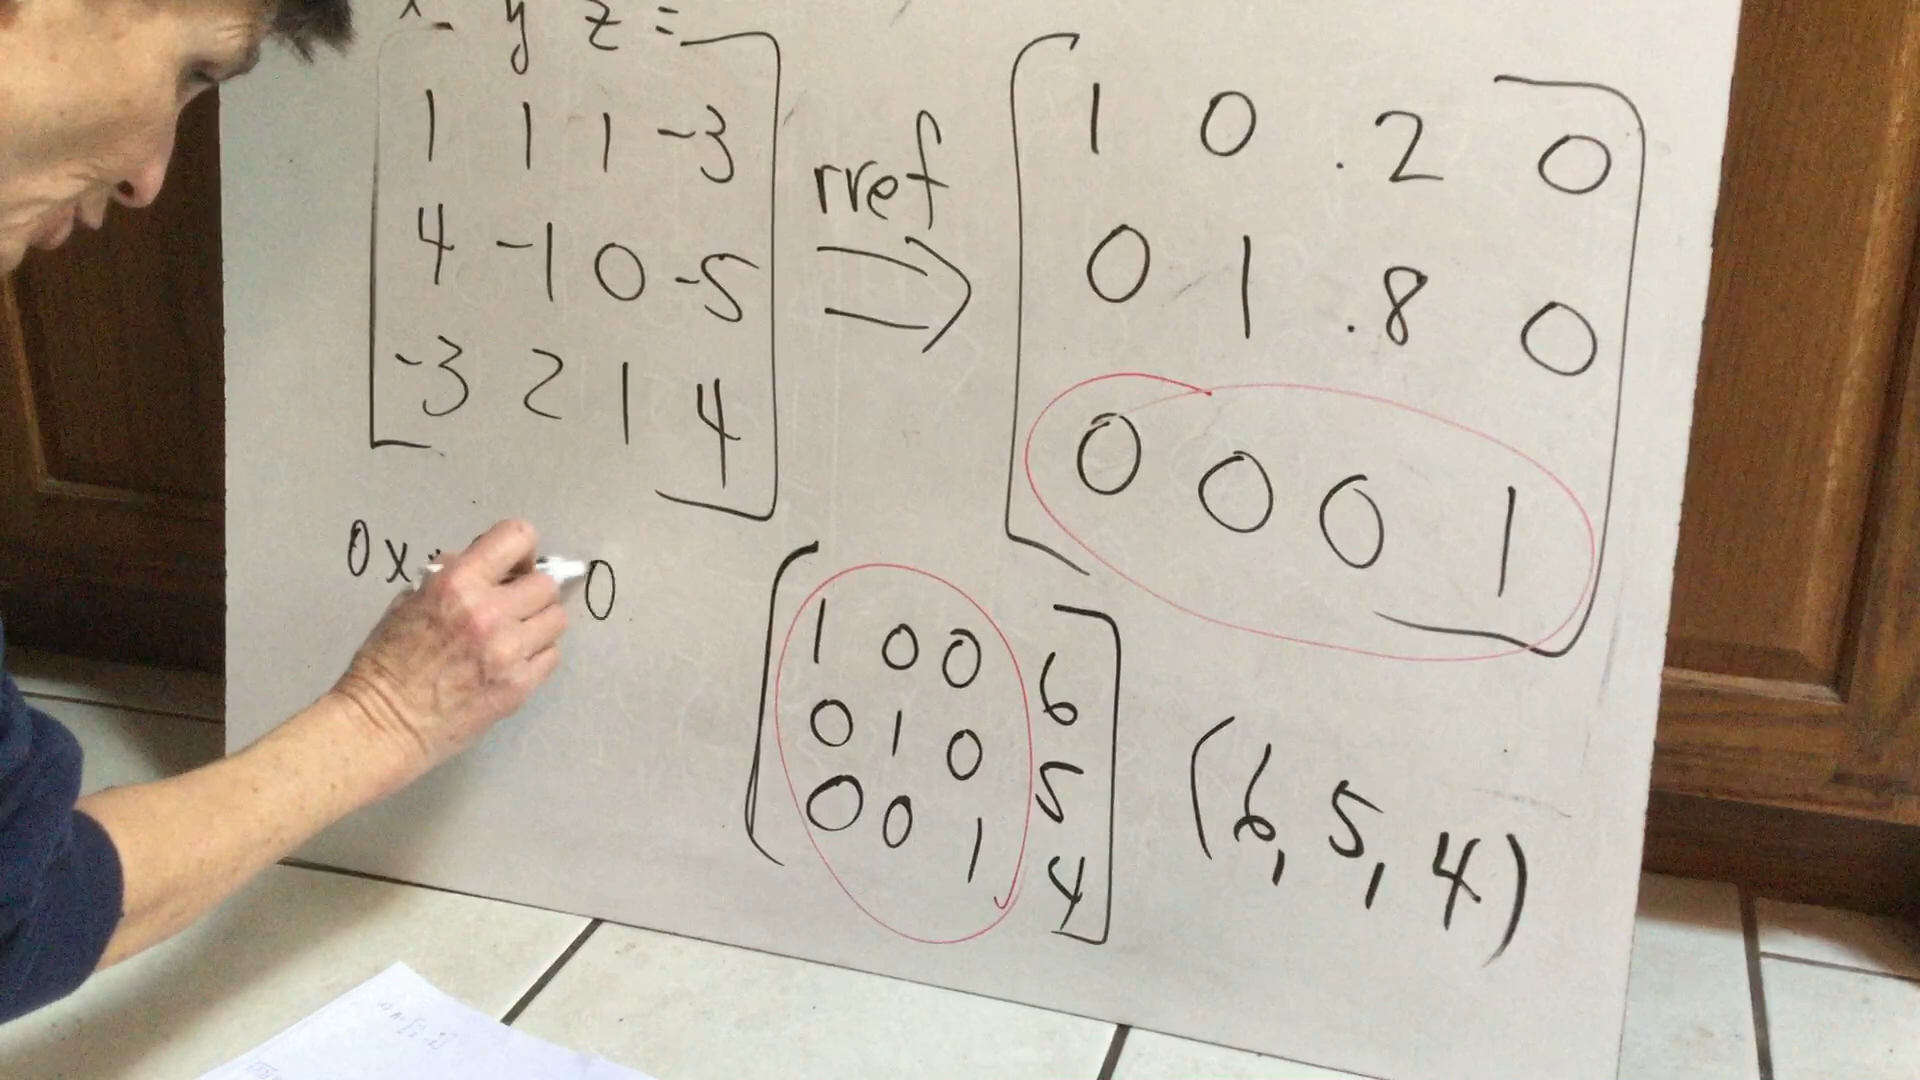 x y z =
1 1 1 -3
4 -1 0 -5
-3 2 1 4
rref
1 0 .2 0
0 1 .8 0
0 0 0 1
0x
0
1 0 0 6
0 1 0 5
0 0 1 4
(6, 5, 4)